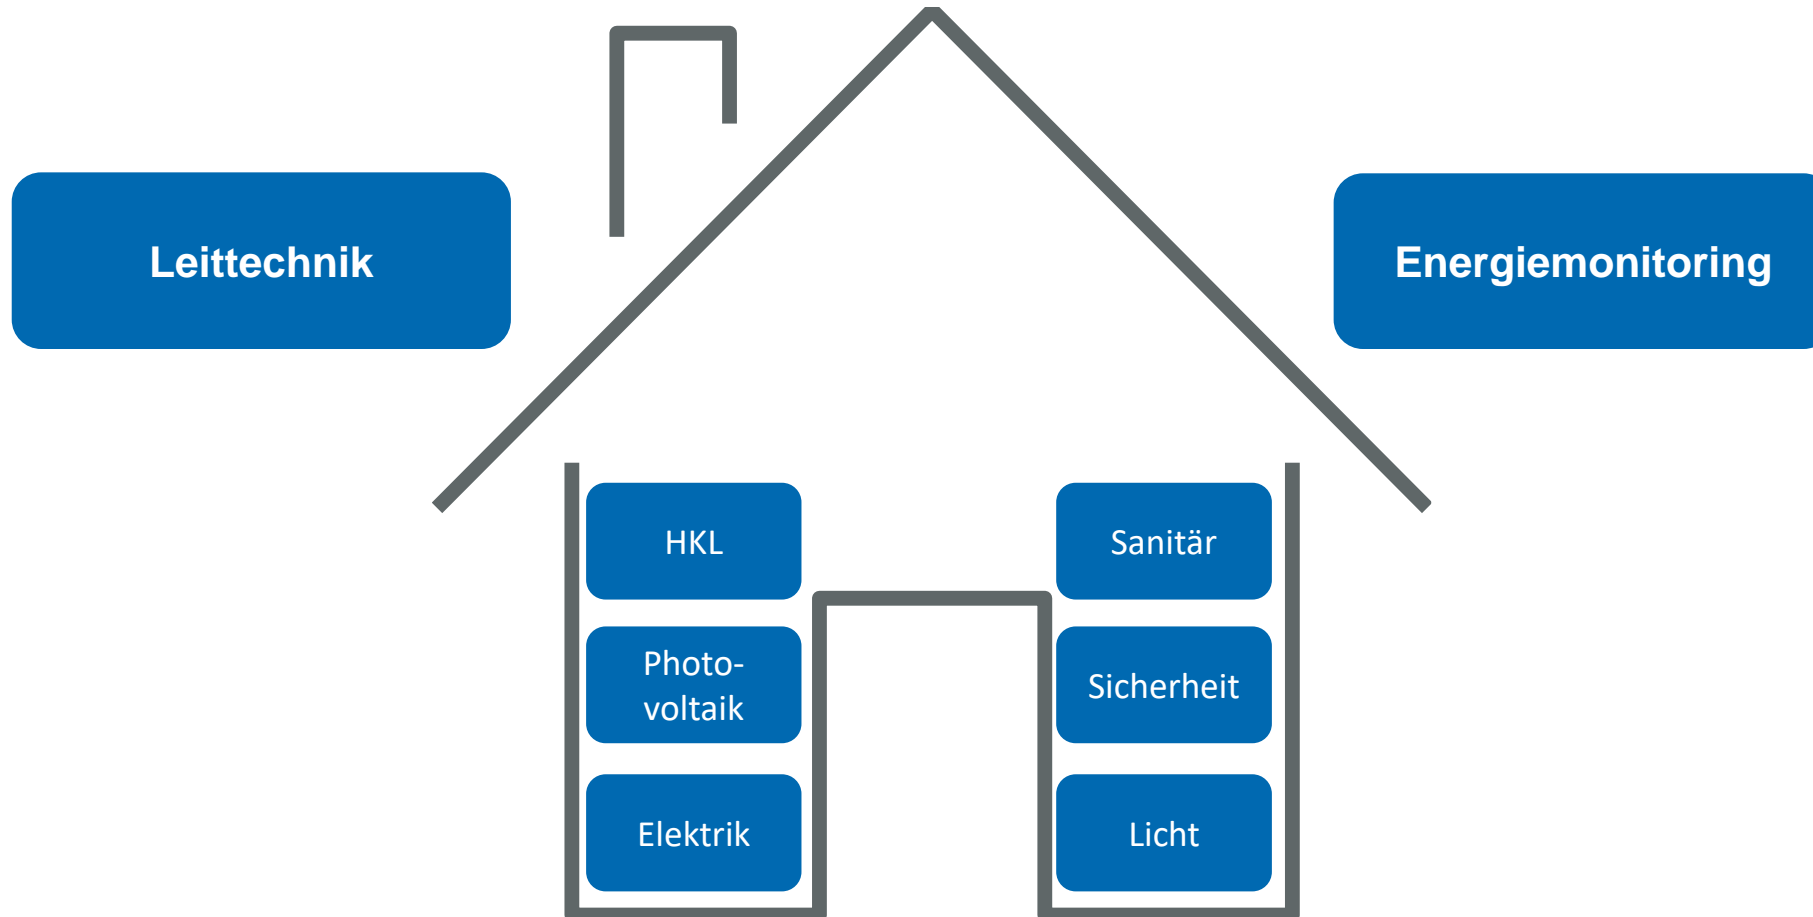 Leittechnik
Energiemonitoring
HKL
Sanitär
Photo-
voltaik
Sicherheit
Elektrik
Licht